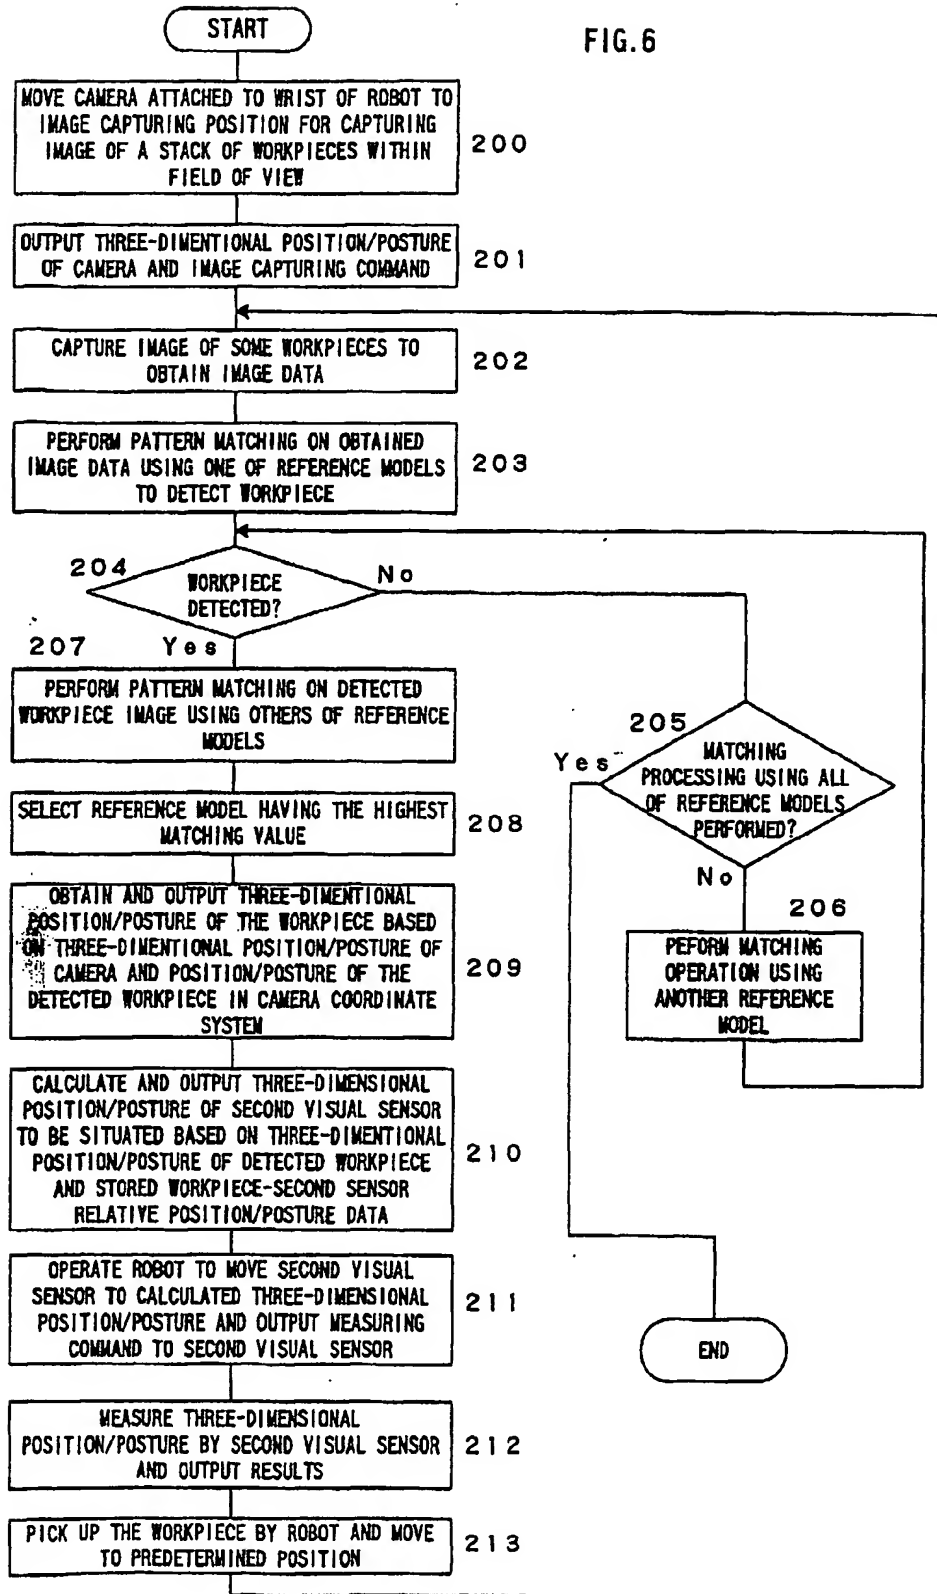 START
FIG.6
MOVE CAMERA ATTACHED TO WRIST OF ROBOT TO
IMAGE CAPTURING POSITION FOR CAPTURING
IMAGE OF A STACK OF WORKPIECES WITHIN
FIELD OF VIEW
200
OUTPUT THREE-DIMENTIONAL POSITION/POSTURE
OF CAMERA AND IMAGE CAPTURING COMMAND
201
CAPTURE IMAGE OF SOME WORKPIECES TO
OBTAIN IMAGE DATA
202
PERFORM PATTERN MATCHING ON OBTAINED
IMAGE DATA USING ONE OF REFERENCE MODELS
TO DETECT WORKPIECE
203
204
WORKPIECE
DETECTED?
No
Yes
207
PERFORM PATTERN MATCHING ON DETECTED
WORKPIECE IMAGE USING OTHERS OF REFERENCE
MODELS
205
Yes
MATCHING
PROCESSING USING ALL
OF REFERENCE MODELS
PERFORMED?
No
206
PEFORM MATCHING
OPERATION USING
ANOTHER REFERENCE
MODEL
SELECT REFERENCE MODEL HAVING THE HIGHEST
MATCHING VALUE
208
OBTAIN AND OUTPUT THREE-DIMENTIONAL
POSITION/POSTURE OF THE WORKPIECE BASED
ON THREE-DIMENTIONAL POSITION/POSTURE OF
CAMERA AND POSITION/POSTURE OF THE
DETECTED WORKPIECE IN CAMERA COORDINATE
SYSTEM
209
CALCULATE AND OUTPUT THREE-DIMENSIONAL
POSITION/POSTURE OF SECOND VISUAL SENSOR
TO BE SITUATED BASED ON THREE-DIMENTIONAL
POSITION/POSTURE OF DETECTED WORKPIECE
AND STORED WORKPIECE-SECOND SENSOR
RELATIVE POSITION/POSTURE DATA
210
OPERATE ROBOT TO MOVE SECOND VISUAL
SENSOR TO CALCULATED THREE-DIMENSIONAL
POSITION/POSTURE AND OUTPUT MEASURING
COMMAND TO SECOND VISUAL SENSOR
211
END
MEASURE THREE-DIMENSIONAL
POSITION/POSTURE BY SECOND VISUAL SENSOR
AND OUTPUT RESULTS
212
PICK UP THE WORKPIECE BY ROBOT AND MOVE
TO PREDETERMINED POSITION
213